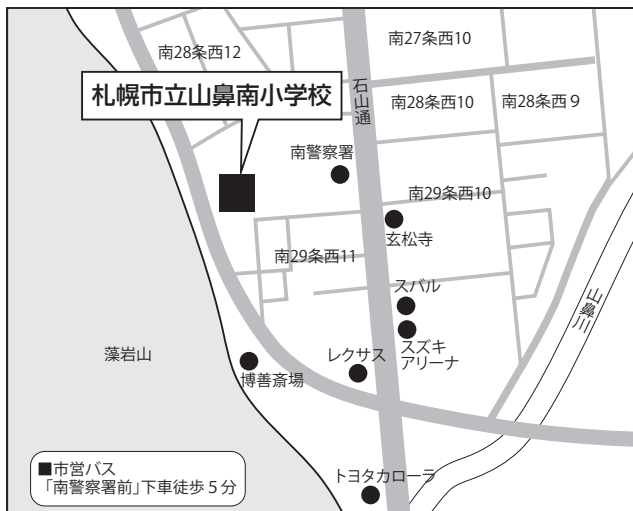 南28条西12
南27条西10
札幌市立山鼻南小学校
石山通
南28条西10
南28条西9
南警察署
南29条西10
玄松寺
南29条西11
スバル
山鼻川
スズキ
アリーナ
藻岩山
レクサス
博善斎場
■市営バス
「南警察署前」下車徒歩5分
トヨタカローラ